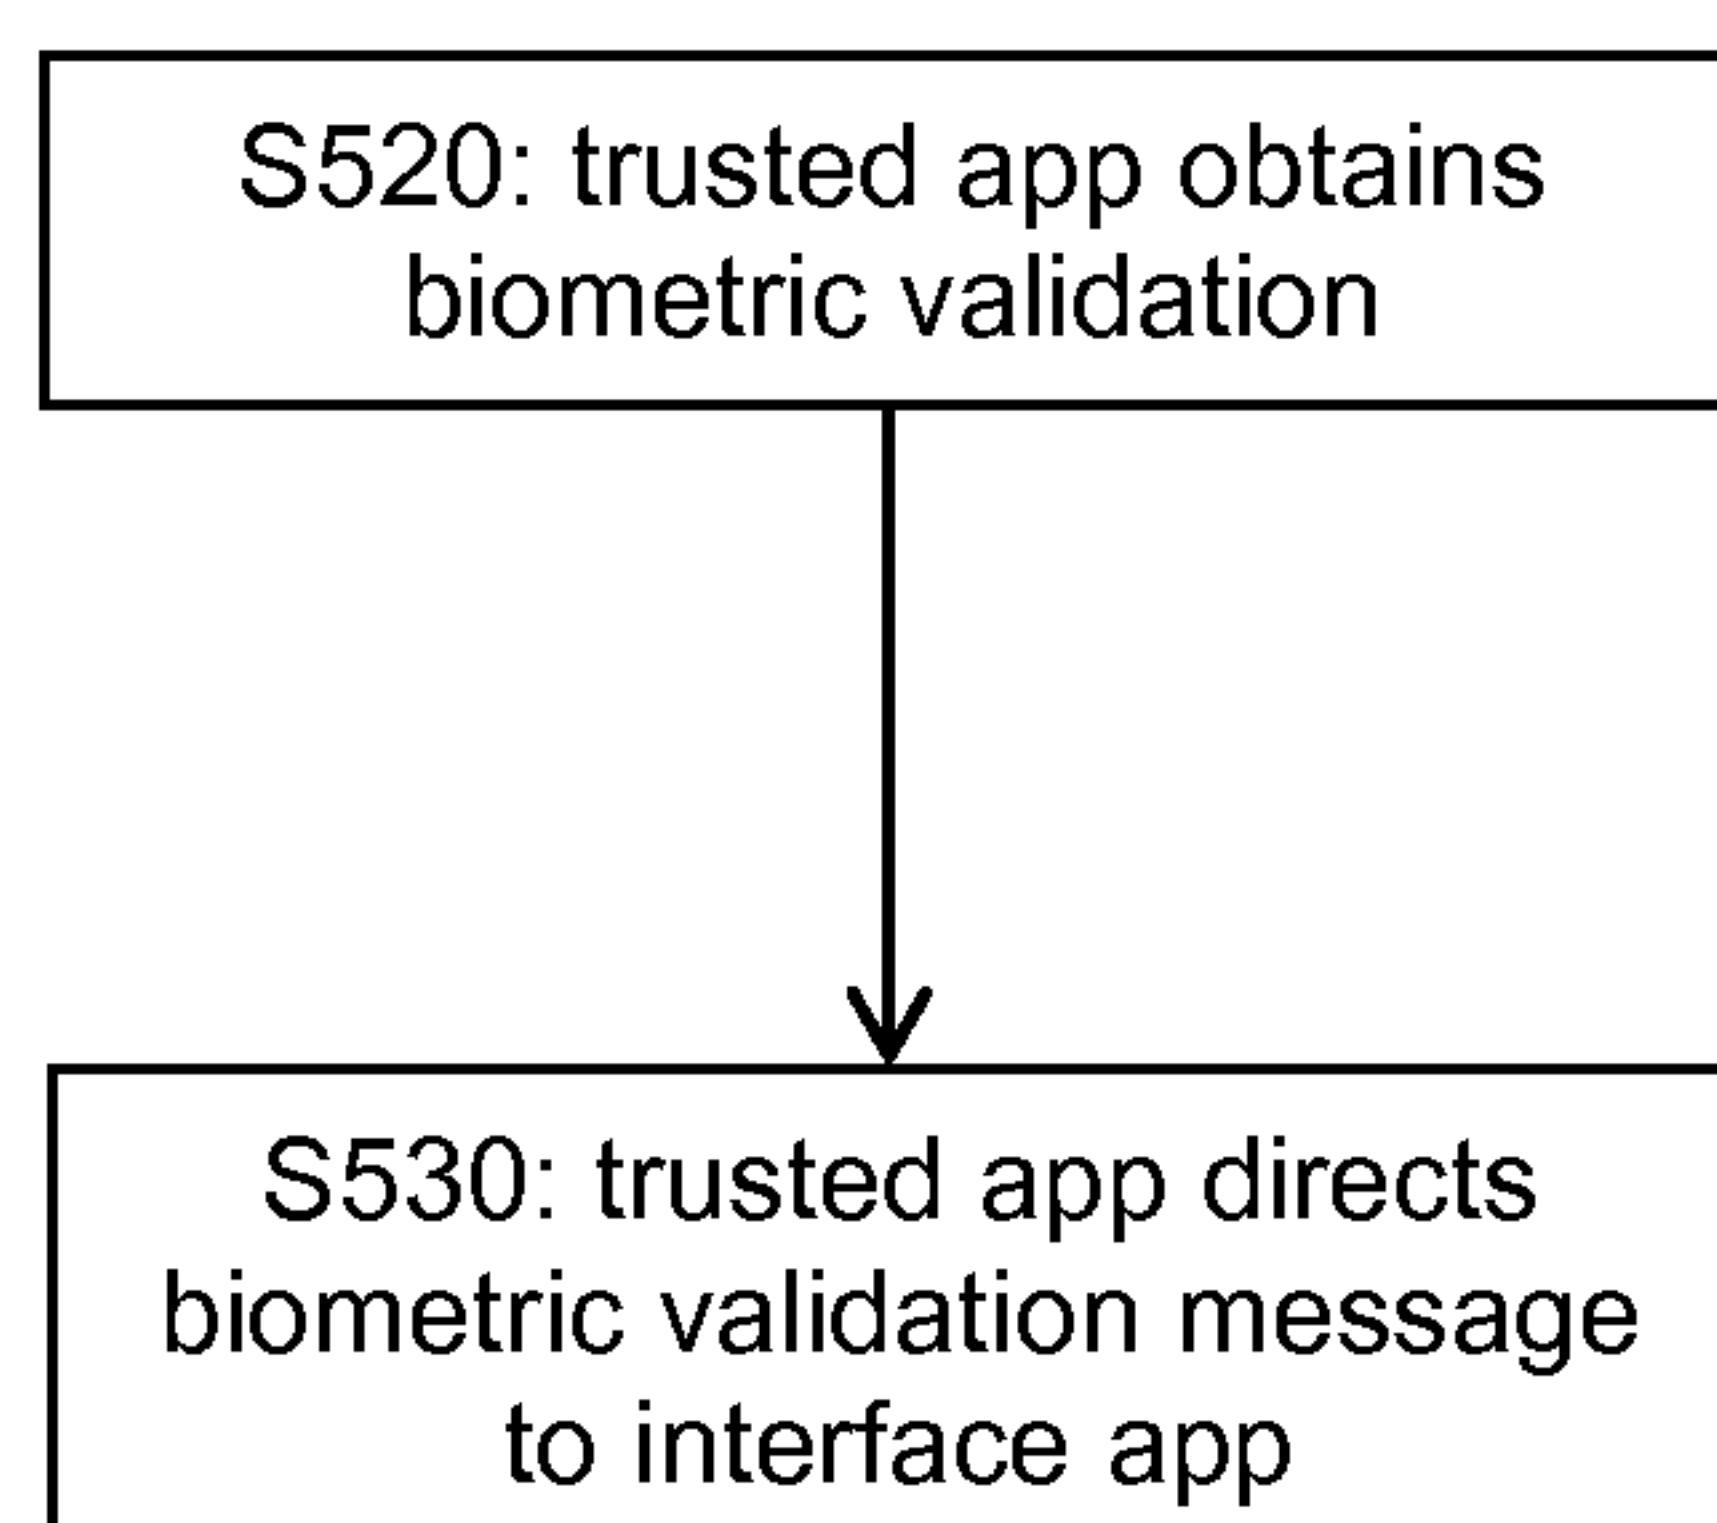 S520: trusted app obtains
biometric validation
S530: trusted app directs
biometric validation message
to interface app